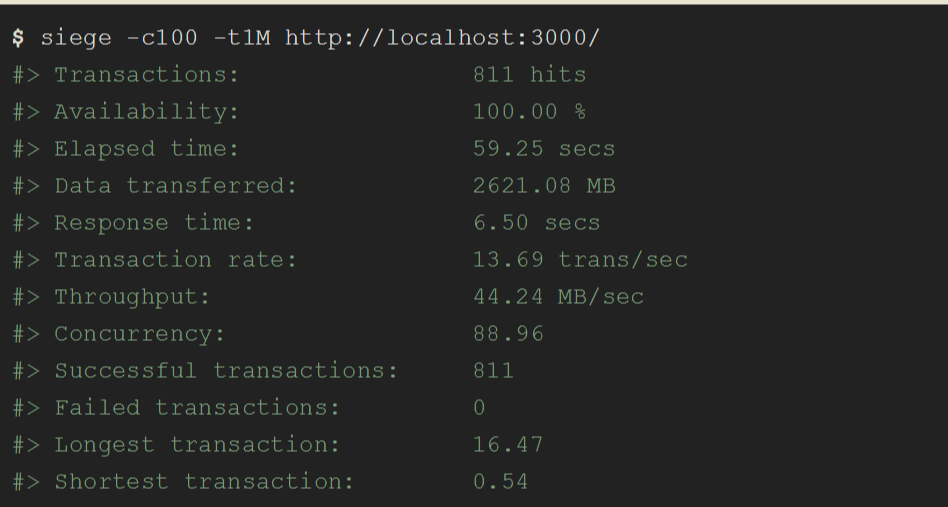 $ siege -c100 -t1M http://localhost:3000/
#> Transactions: 811 hits
#> Availability: 100.00 %
#> Elapsed time: 59.25 secs
#> Data transferred: 2621.08 MB
#> Response time: 6.50 secs
#> Transaction rate: 13.69 trans/sec
#> Throughput: 44.24 MB/sec
#> Concurrency: 88.96
#> Successful transactions: 811
#> Failed transactions: 0
#> Longest transaction: 16.47
#> Shortest transaction: 0.54